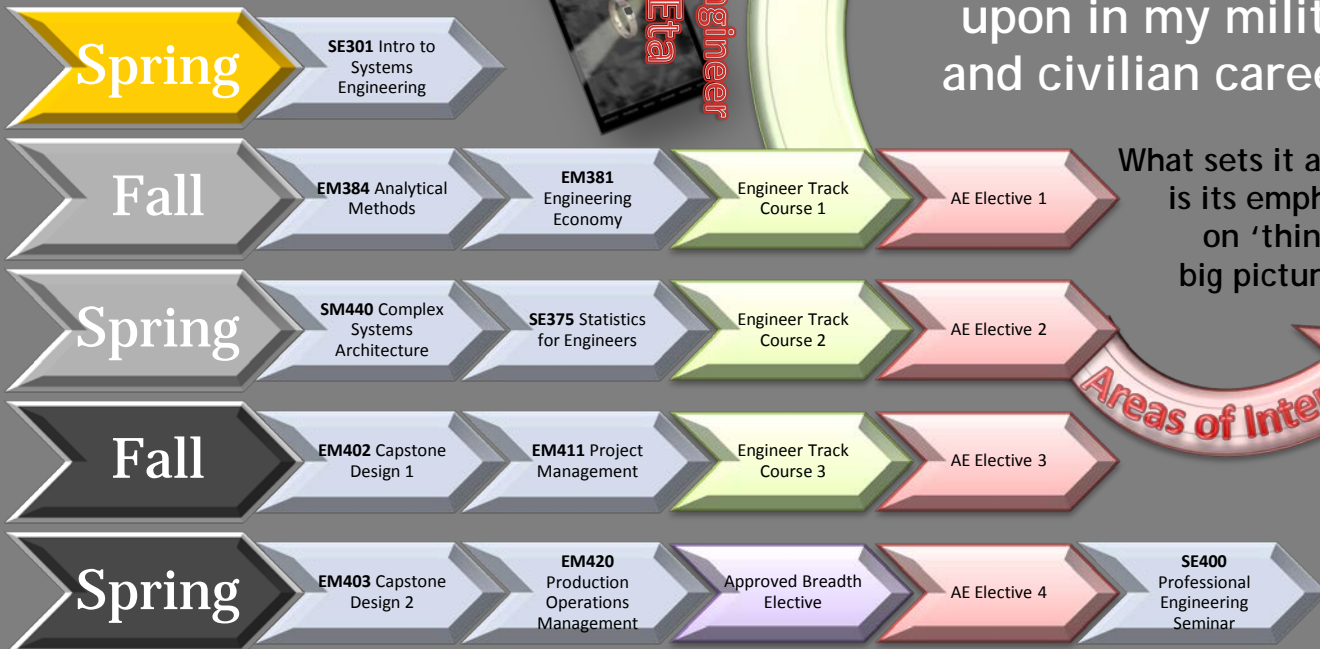 upon in my milit
and civilian caree
ngineer
Eta
Spring
SE301 Intro to
Systems
Engineering
What sets it a
is its emph
on ‘thin
big pictur
Fall
EM384 Analytical
Methods
EM381
Engineering
Economy
Engineer Track
Course 1
AE Elective 1
Spring
SM440 Complex
Systems
Architecture
SE375 Statistics
for Engineers
Engineer Track
Course 2
AE Elective 2
Areas of Inte
Fall
EM402 Capstone
Design 1
EM411 Project
Management
Engineer Track
Course 3
AE Elective 3
Spring
EM403 Capstone
Design 2
EM420
Production
Operations
Management
Approved Breadth
Elective
AE Elective 4
SE400
Professional
Engineering
Seminar